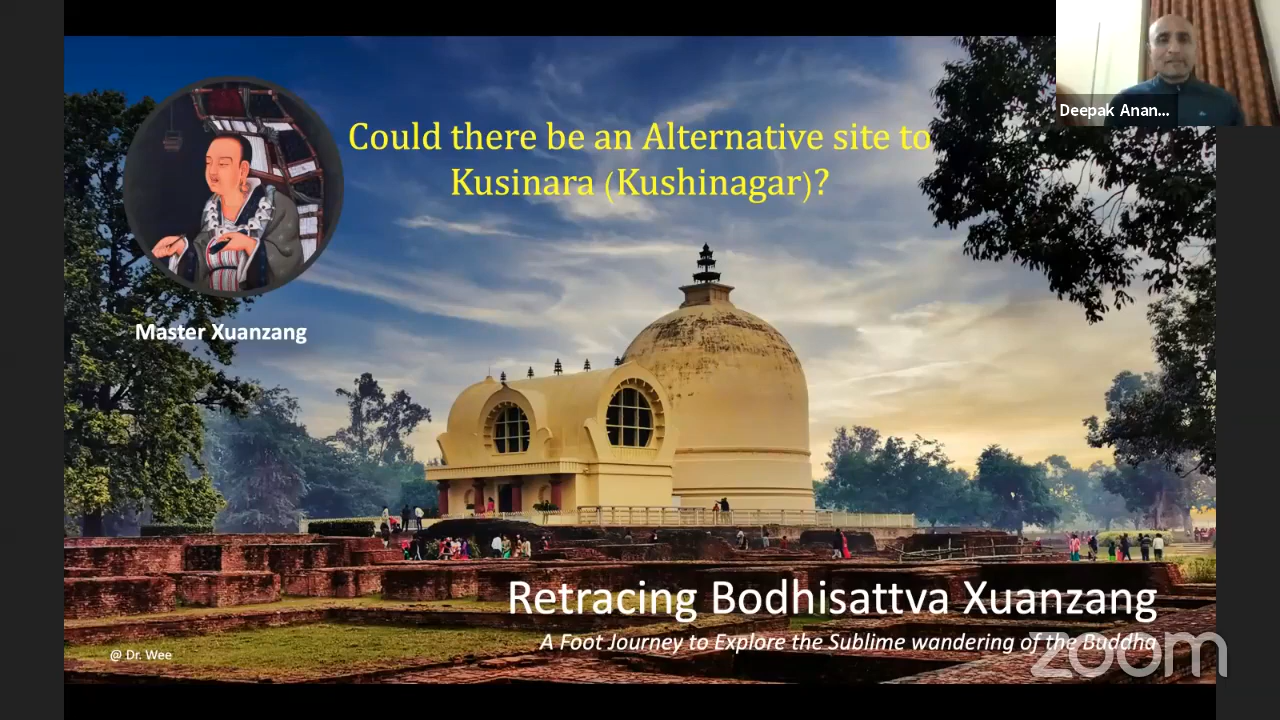 Deepak Anan...
Could there be an Alternative site to
Kusinara (Kushinagar)?
Master Xuanzang
Retracing Bodhisattva Xuanzang
A Foot Journey to Explore the Sublime wandering of the Buddha
@ Dr. Wee
zoom